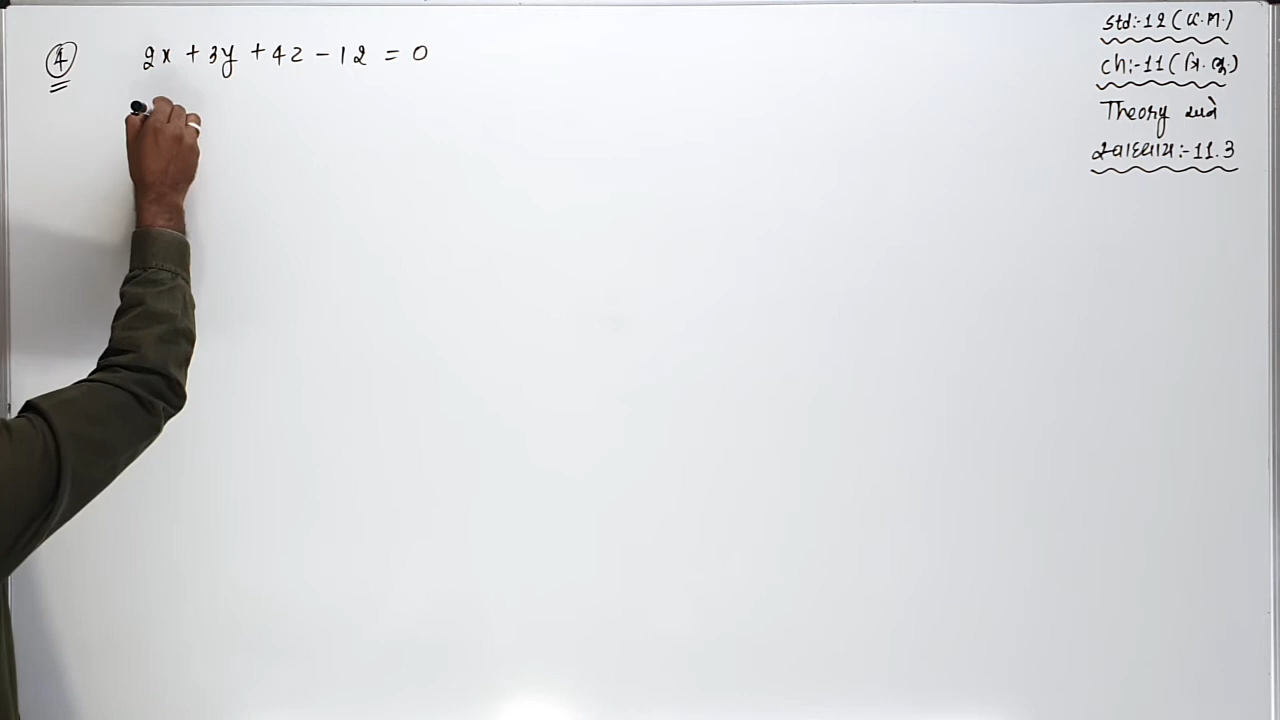 4 2x + 3y + 4z - 12 = 0
Std:-12 (ધ.મ.)
ch:-11 (ત્રિ.ભૂ.)
Theory અને
સ્વાધ્યાય:-11.3